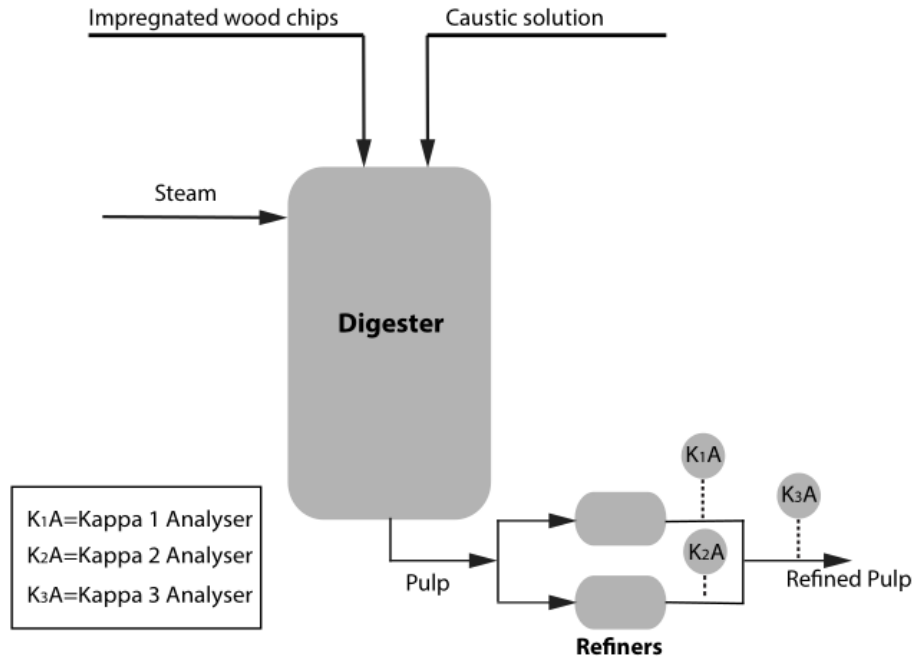 Impregnated wood chips
Caustic solution
Steam
Digester
K₁A
K₃A
K₂A
K₁A=Kappa 1 Analyser
K₂A=Kappa 2 Analyser
K₃A=Kappa 3 Analyser
Pulp
Refined Pulp
Refiners